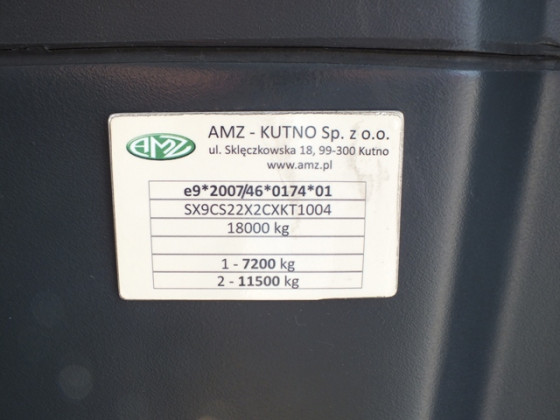 AMZ
AMZ - KUTNO Sp. z o.o.
ul. Sklęczkowska 18, 99-300 Kutno
www.amz.pl
e9*2007/46*0174*01
SX9CS22X2CXKT1004
18000 kg
1 - 7200 kg
2 - 11500 kg